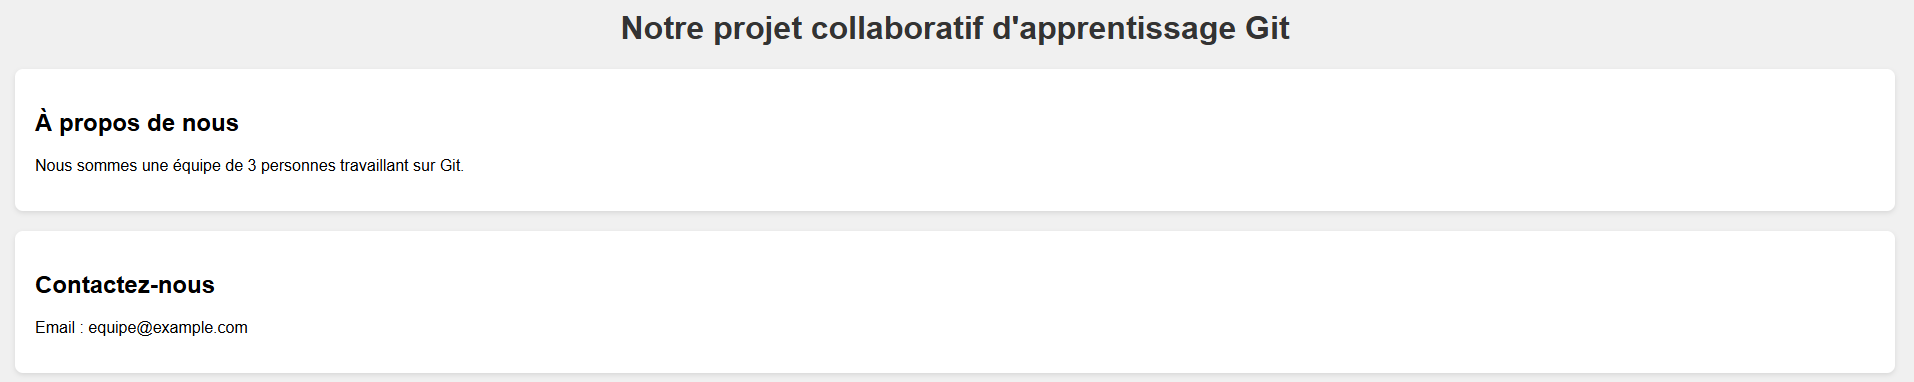 Notre projet collaboratif d'apprentissage Git
À propos de nous
Nous sommes une équipe de 3 personnes travaillant sur Git.
Contactez-nous
Email : equipe@example.com